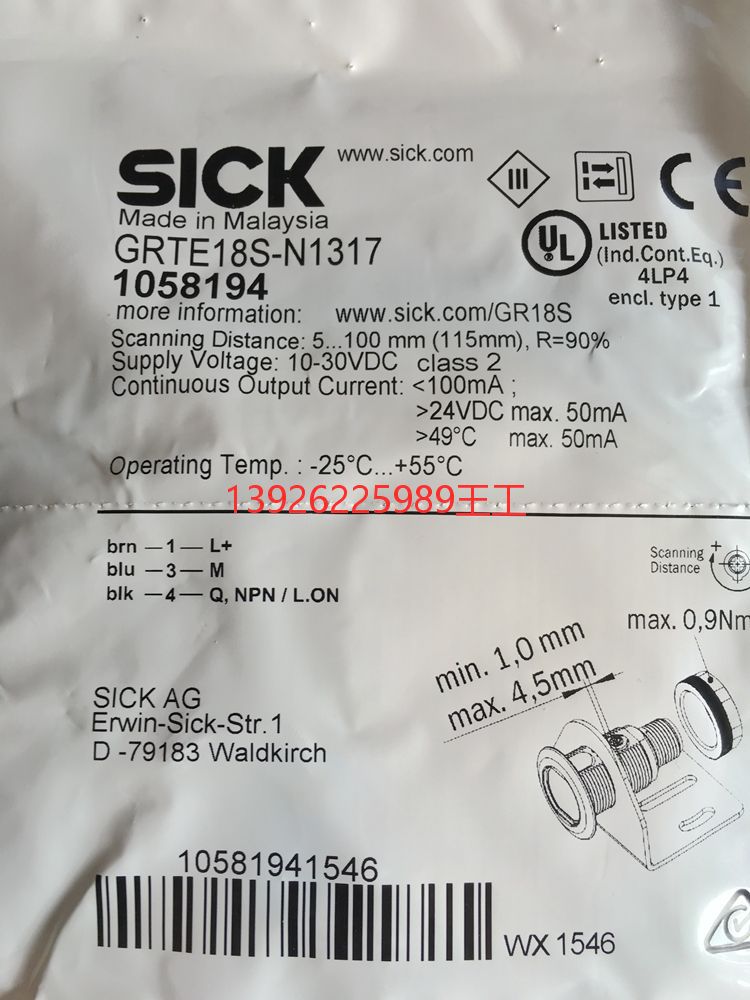 SICK www.sick.com
Made in Malaysia
GRTE18S-N1317
1058194
III
CE
UL LISTED
(Ind.Cont.Eq.)
4LP4
encl. type 1
more information: www.sick.com/GR18S
Scanning Distance: 5...100 mm (115mm), R=90%
Supply Voltage: 10-30VDC class 2
Continuous Output Current: <100mA ;
>24VDC max. 50mA
>49°C max. 50mA
Operating Temp. : -25°C...+55°C
13926225989王工
brn —1— L+
blu —3— M
blk —4— Q, NPN / L.ON
Scanning +
Distance
max. 0,9Nm
min. 1,0 mm
max. 4,5mm
SICK AG
Erwin-Sick-Str.1
D -79183 Waldkirch
10581941546
WX 1546